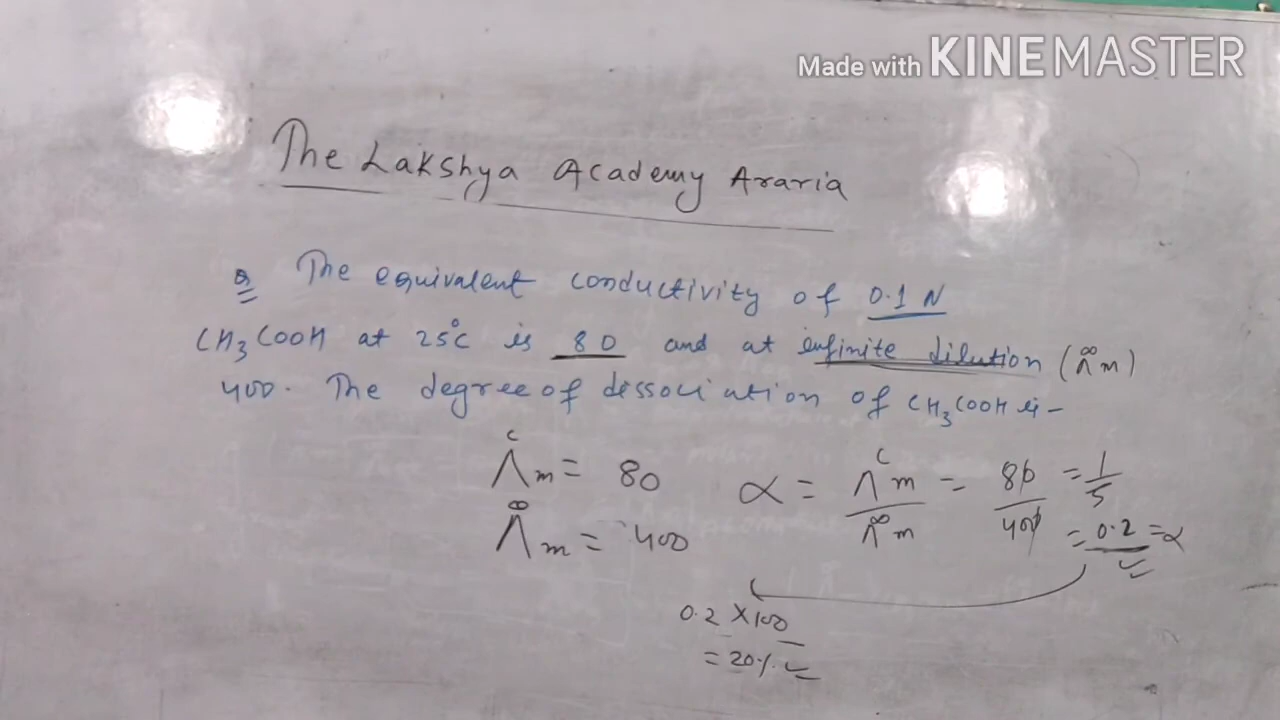 Made with KINEMASTER
The Lakshya Academy Araria
Q The equivalent conductivity of 0.1 N
CH₃COOH at 25°C is 80 and at infinite dilution (Λ^∞m)
400. The degree of dissociation of CH₃COOH is -
Λ^c m = 80
Λ^∞ m = 400
α = Λ^c m / Λ^∞ m = 80/400 = 1/5
= 0.2 = α
0.2 × 100
= 20%